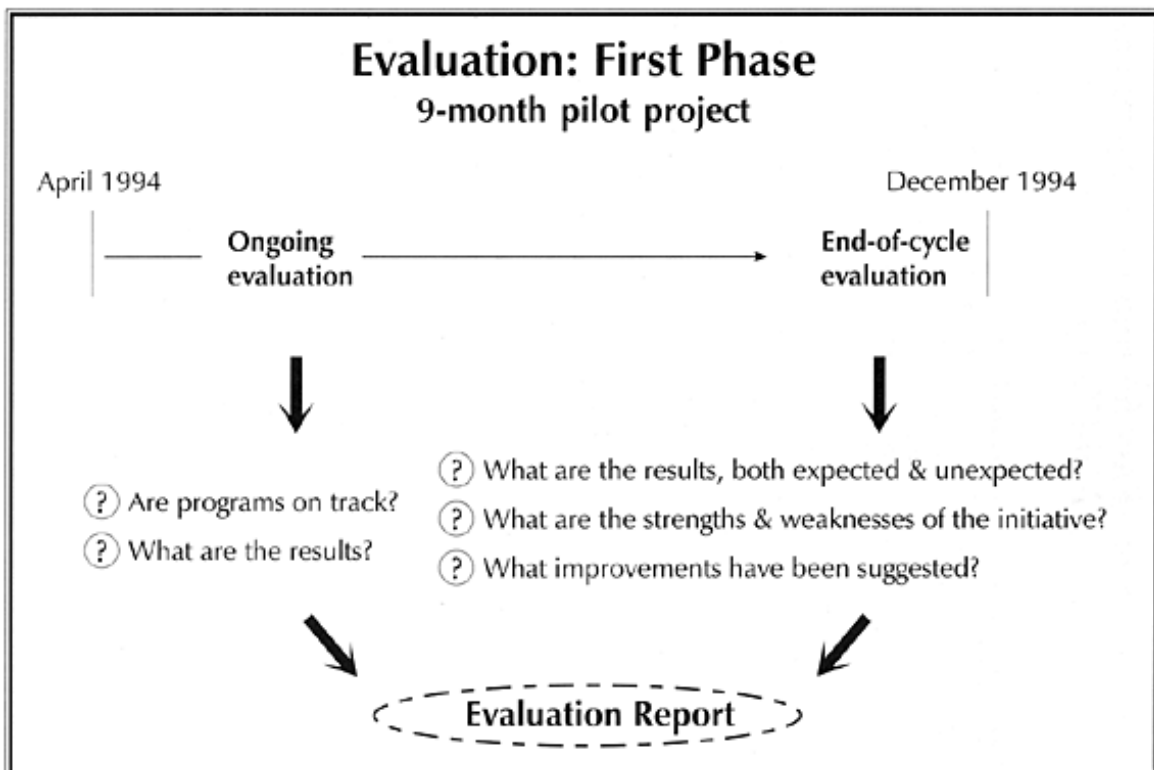 Evaluation: First Phase
9-month pilot project
April 1994
December 1994
Ongoing
evaluation
End-of-cycle
evaluation
? Are programs on track?
? What are the results?
? What are the results, both expected & unexpected?
? What are the strengths & weaknesses of the initiative?
? What improvements have been suggested?
Evaluation Report